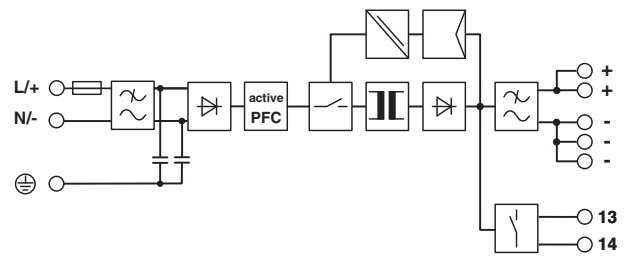 L/+
N/-
active
PFC
+
+
-
-
-
13
14